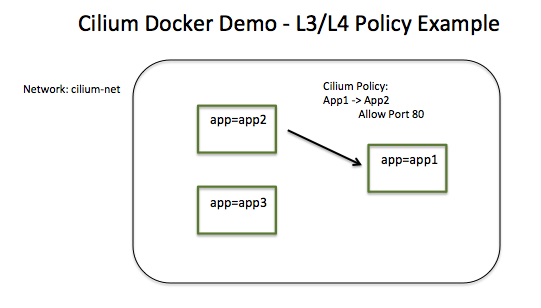 Cilium Docker Demo - L3/L4 Policy Example
Network: cilium-net
Cilium Policy:
App1 -> App2
Allow Port 80
app=app2
app=app1
app=app3